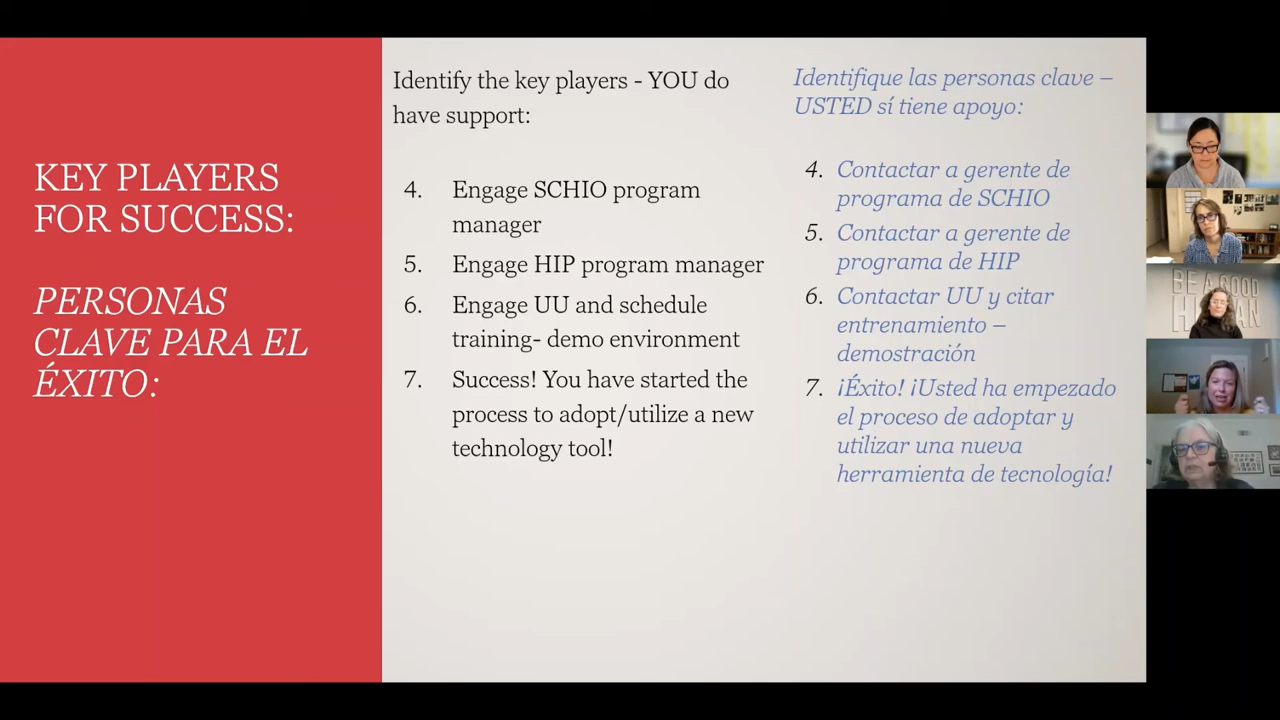 KEY PLAYERS
FOR SUCCESS:
PERSONAS
CLAVE PARA EL
ÉXITO:
Identify the key players - YOU do
have support:
4. Engage SCHIO program
manager
5. Engage HIP program manager
6. Engage UU and schedule
training- demo environment
7. Success! You have started the
process to adopt/utilize a new
technology tool!
Identifique las personas clave –
USTED sí tiene apoyo:
4. Contactar a gerente de
programa de SCHIO
5. Contactar a gerente de
programa de HIP
6. Contactar UU y citar
entrenamiento –
demostración
7. ¡Éxito! ¡Usted ha empezado
el proceso de adoptar y
utilizar una nueva
herramienta de tecnología!
BE A GOOD